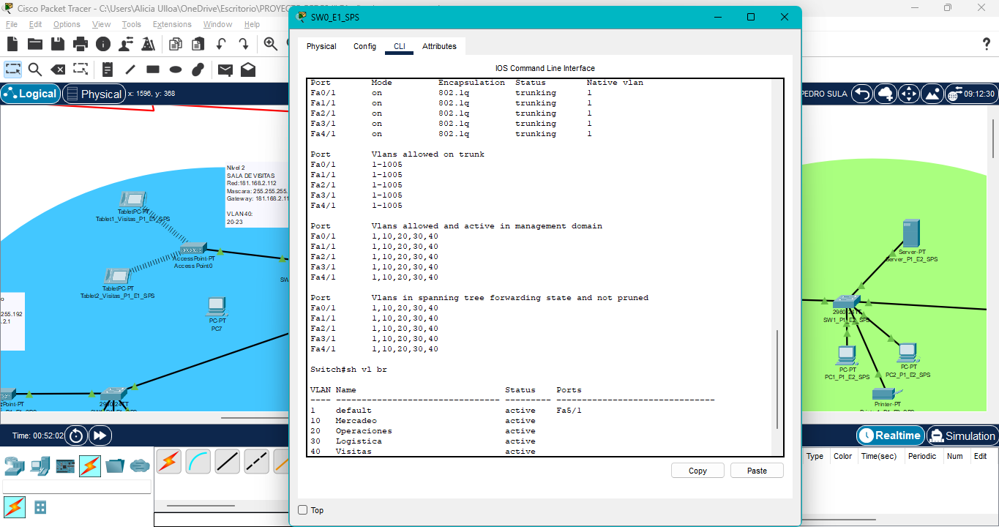 Cisco Packet Tracer - C:\Users\Alicia Ulloa\OneDrive\Escritorio\PROYEC
File Edit Options View Tools Extensions Window Help
Logical
Physical
x: 1596, y: 368
Nivel 2
SALA DE VISITAS
Red:181.168.2.112
Mascara: 255.255.255.
Gateway: 181.168.2.11
VLAN 40:
20-23
TabletPC-PT
Tablet1_Visitas_P1_E1_SPS
AccessPoint-PT
Access Point0
TabletPC-PT
Tablet2_Visitas_P1_E1_SPS
SW
PC-PT
PC7
255.192
.2.1
Point-PT
2960-24TT
Time: 00:52:02
SW0_E1_SPS
Physical Config CLI Attributes
IOS Command Line Interface
Port Mode Encapsulation Status Native vlan
Fa0/1 on 802.1q trunking 1
Fa1/1 on 802.1q trunking 1
Fa2/1 on 802.1q trunking 1
Fa3/1 on 802.1q trunking 1
Fa4/1 on 802.1q trunking 1
Port Vlans allowed on trunk
Fa0/1 1-1005
Fa1/1 1-1005
Fa2/1 1-1005
Fa3/1 1-1005
Fa4/1 1-1005
Port Vlans allowed and active in management domain
Fa0/1 1,10,20,30,40
Fa1/1 1,10,20,30,40
Fa2/1 1,10,20,30,40
Fa3/1 1,10,20,30,40
Fa4/1 1,10,20,30,40
Port Vlans in spanning tree forwarding state and not pruned
Fa0/1 1,10,20,30,40
Fa1/1 1,10,20,30,40
Fa2/1 1,10,20,30,40
Fa3/1 1,10,20,30,40
Fa4/1 1,10,20,30,40
Switch#sh vl br
VLAN Name Status Ports
---- -------------------------------- --------- -------------------------------
1 default active Fa5/1
10 Mercadeo active
20 Operaciones active
30 Logistica active
40 Visitas active
Copy Paste
Top
PEDRO SULA
09:12:30
Server-PT
Server_P1_E2_SPS
2960-24TT
SW1_P1_E2_SPS
PC-PT
PC1_P1_E2_SPS
PC-PT
PC2_P1_E2_SPS
Printer-PT
Realtime
Simulation
Type Color Time(sec) Periodic Num Edit